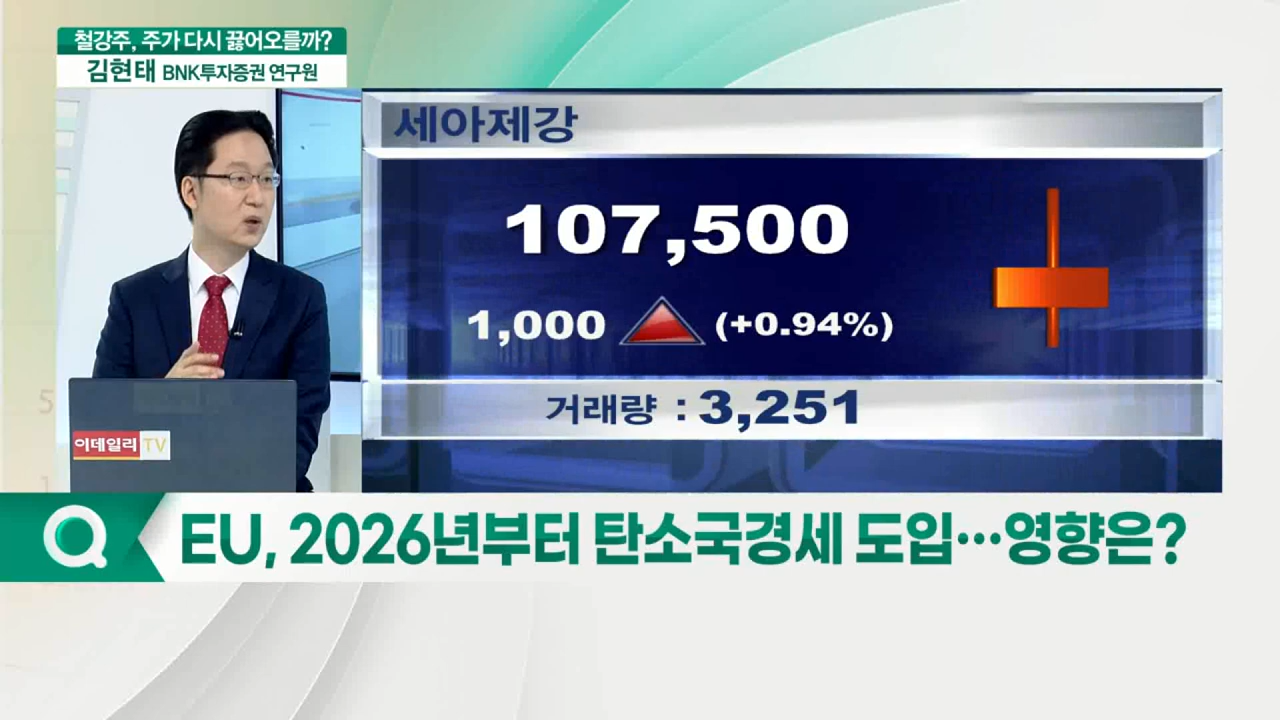 철강주, 주가 다시 끓어오를까?
김현태 BNK투자증권 연구원
세아제강
107,500
1,000 (+0.94%)
거래량 : 3,251
5
1
이데일리 TV
Q
EU, 2026년부터 탄소국경세 도입…영향은?